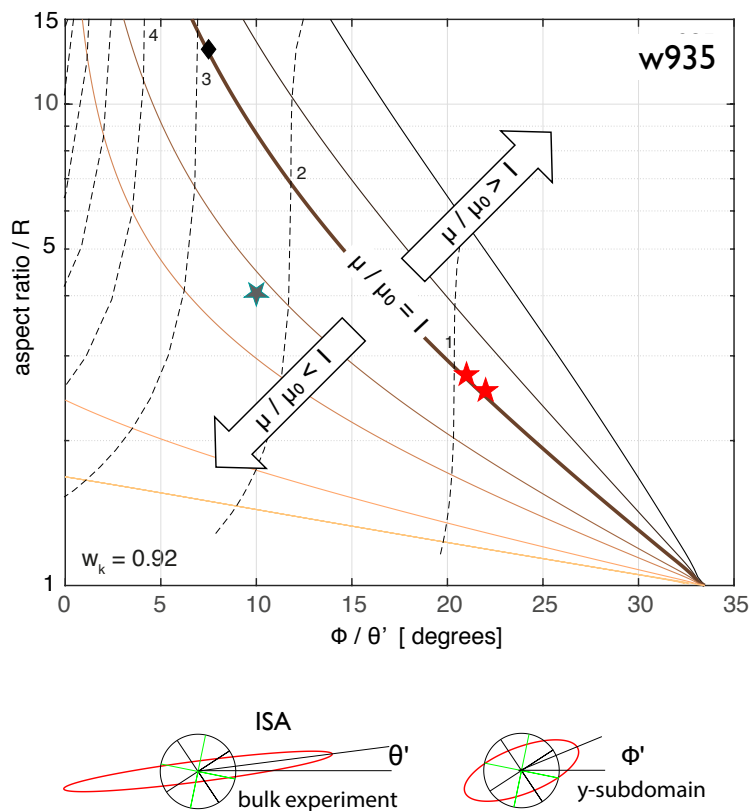 15
10
5
1
aspect ratio / R
w935
4
3
2
1
μ / μ₀ > 1
μ / μ₀ = 1
μ / μ₀ < 1
wₖ = 0.92
0 5 10 15 20 25 30 35
Φ / θ' [ degrees]
ISA
θ'
bulk experiment
Φ'
y-subdomain